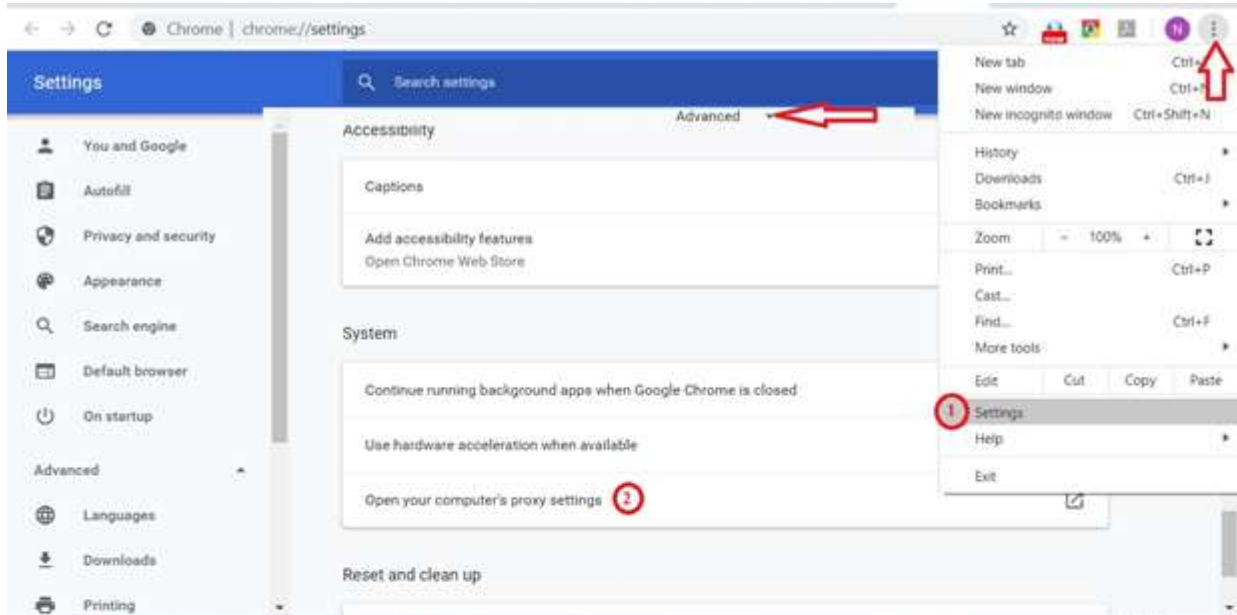 Chrome | chrome://settings
N
Settings
Search settings
Advanced
You and Google
Autofill
Privacy and security
Appearance
Search engine
Default browser
On startup
Advanced
Languages
Downloads
Printing
Accessibility
Captions
Add accessibility features
Open Chrome Web Store
System
Continue running background apps when Google Chrome is closed
Use hardware acceleration when available
Open your computer's proxy settings 2
Reset and clean up
New tab
New window
New incognito window Ctrl+Shift+N
History
Downloads Ctrl+J
Bookmarks
Zoom - 100% +
Print... Ctrl+P
Cast...
Find... Ctrl+F
More tools
Edit Cut Copy Paste
1 Settings
Help
Exit